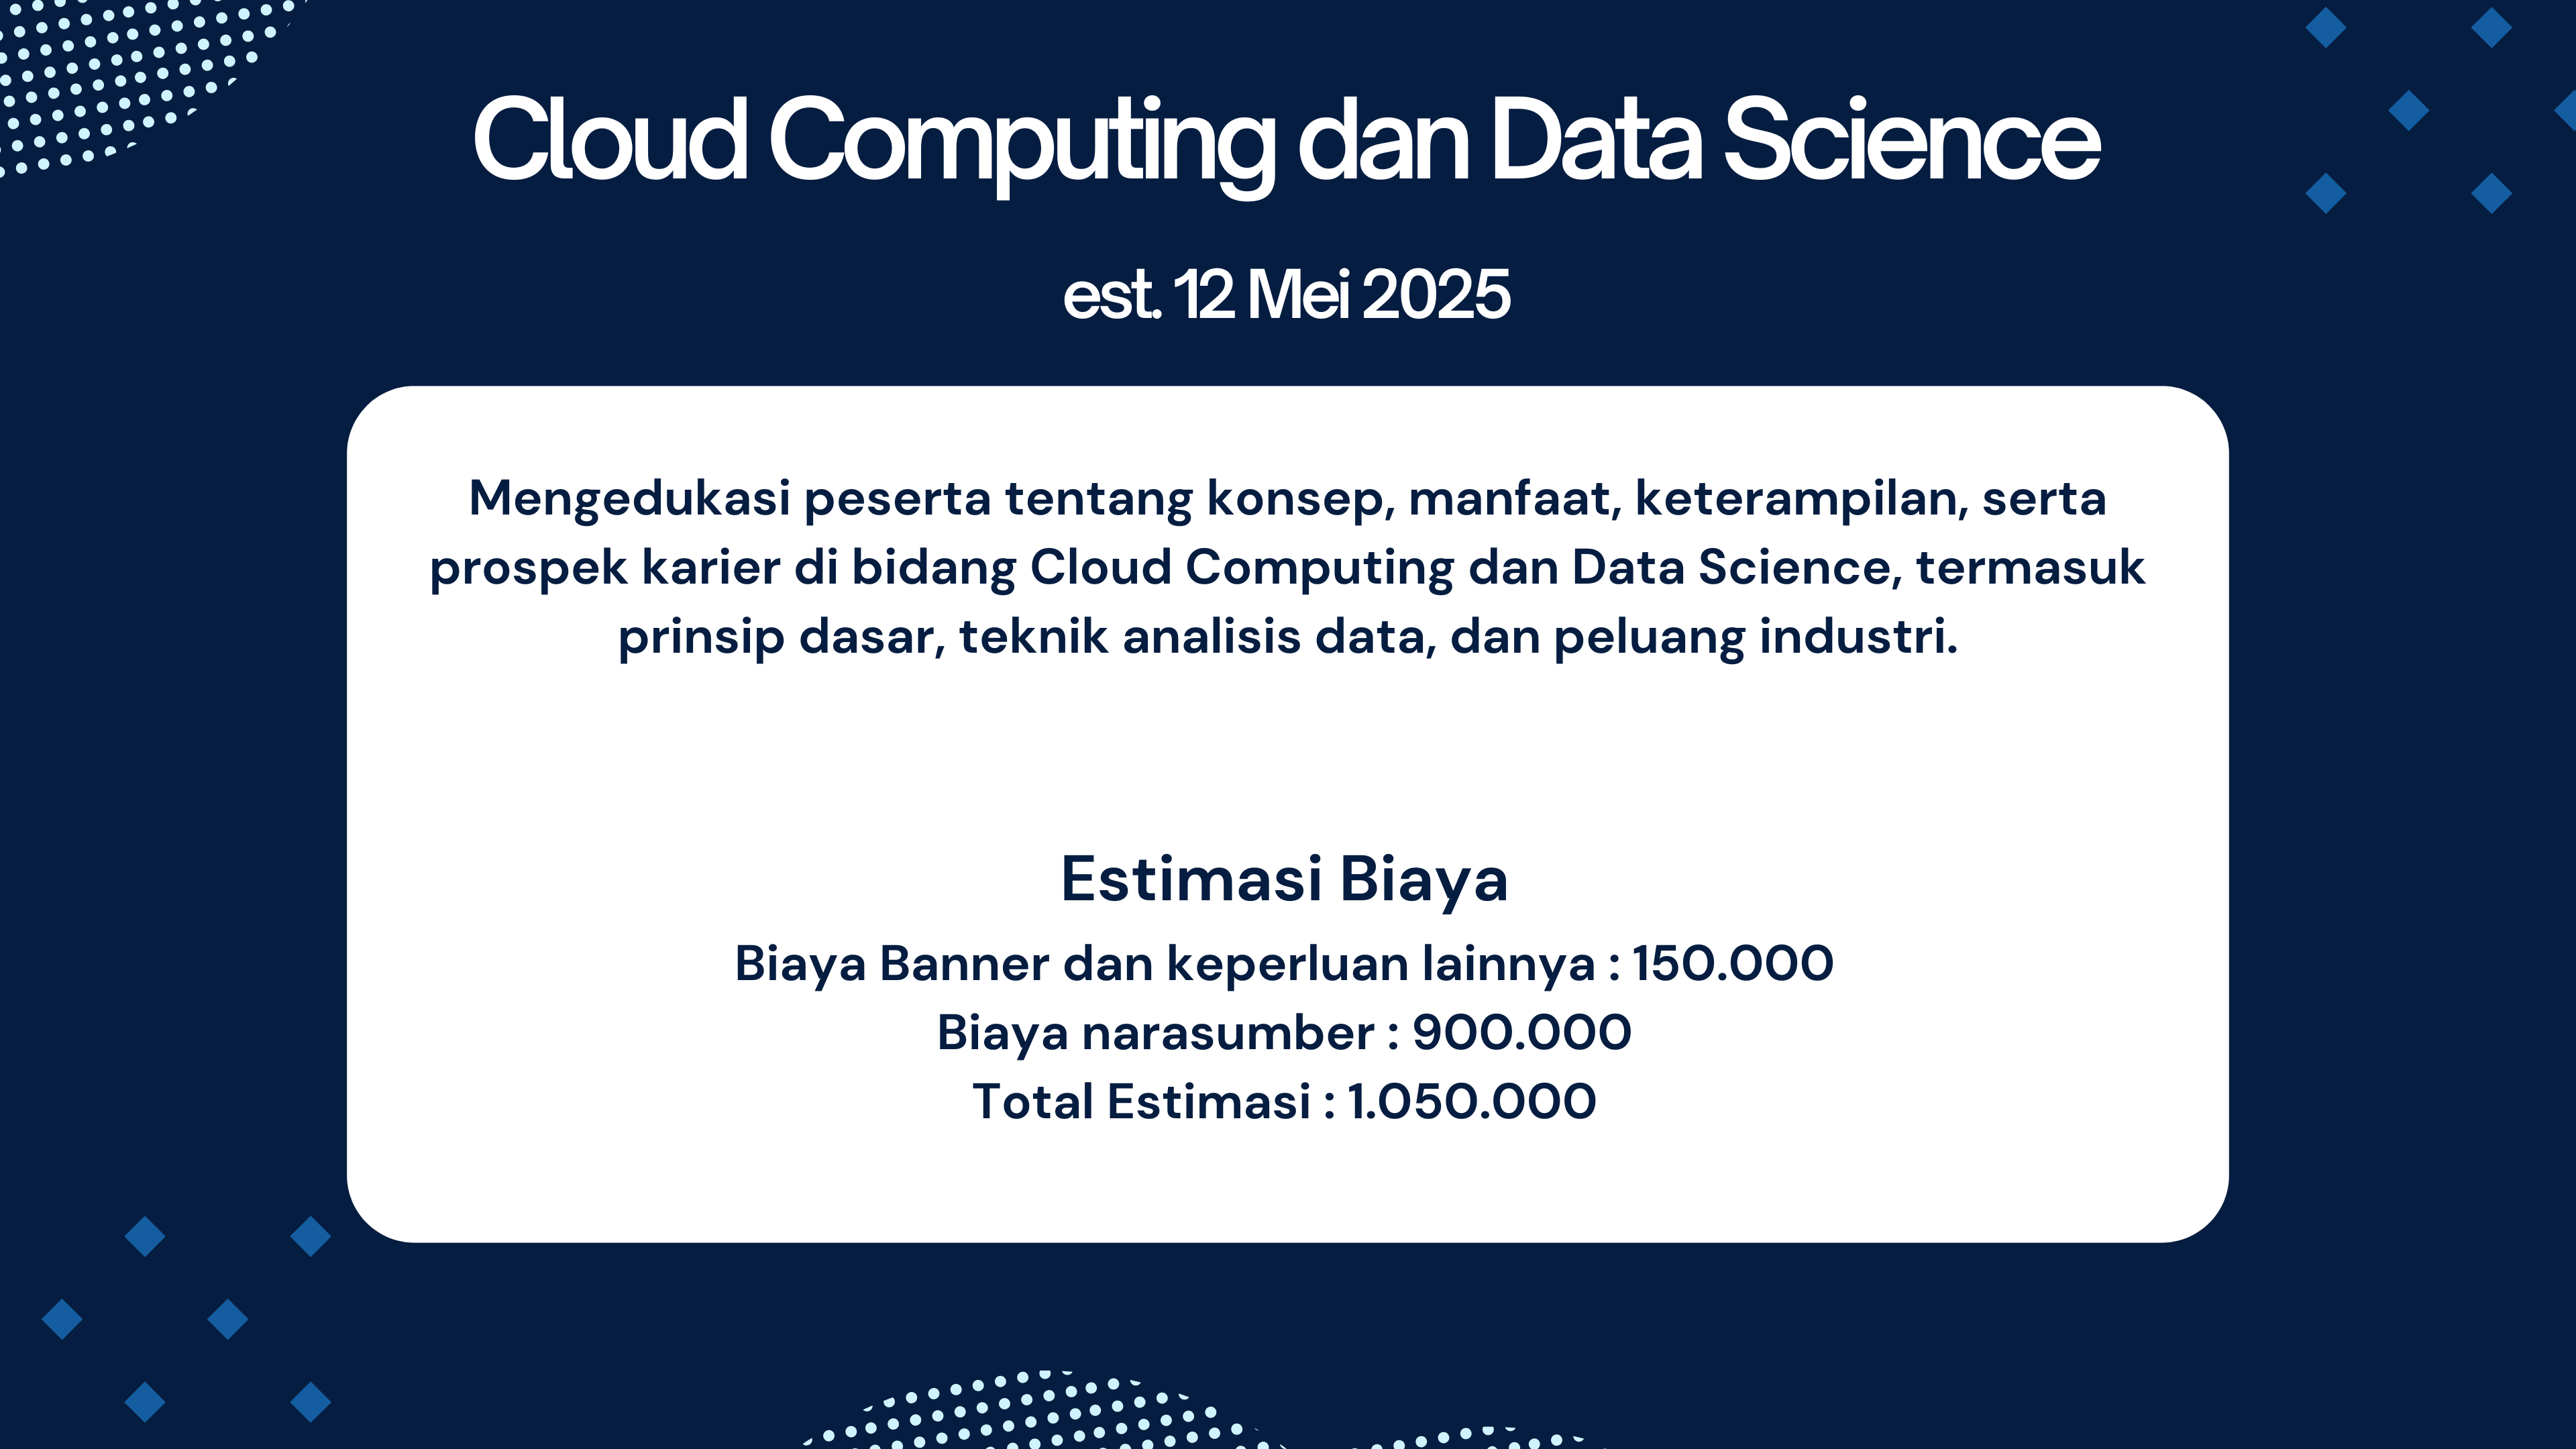 Cloud Computing dan Data Science
est. 12 Mei 2025
Mengedukasi peserta tentang konsep, manfaat, keterampilan, serta
prospek karier di bidang Cloud Computing dan Data Science, termasuk
prinsip dasar, teknik analisis data, dan peluang industri.
Estimasi Biaya
Biaya Banner dan keperluan lainnya : 150.000
Biaya narasumber : 900.000
Total Estimasi : 1.050.000